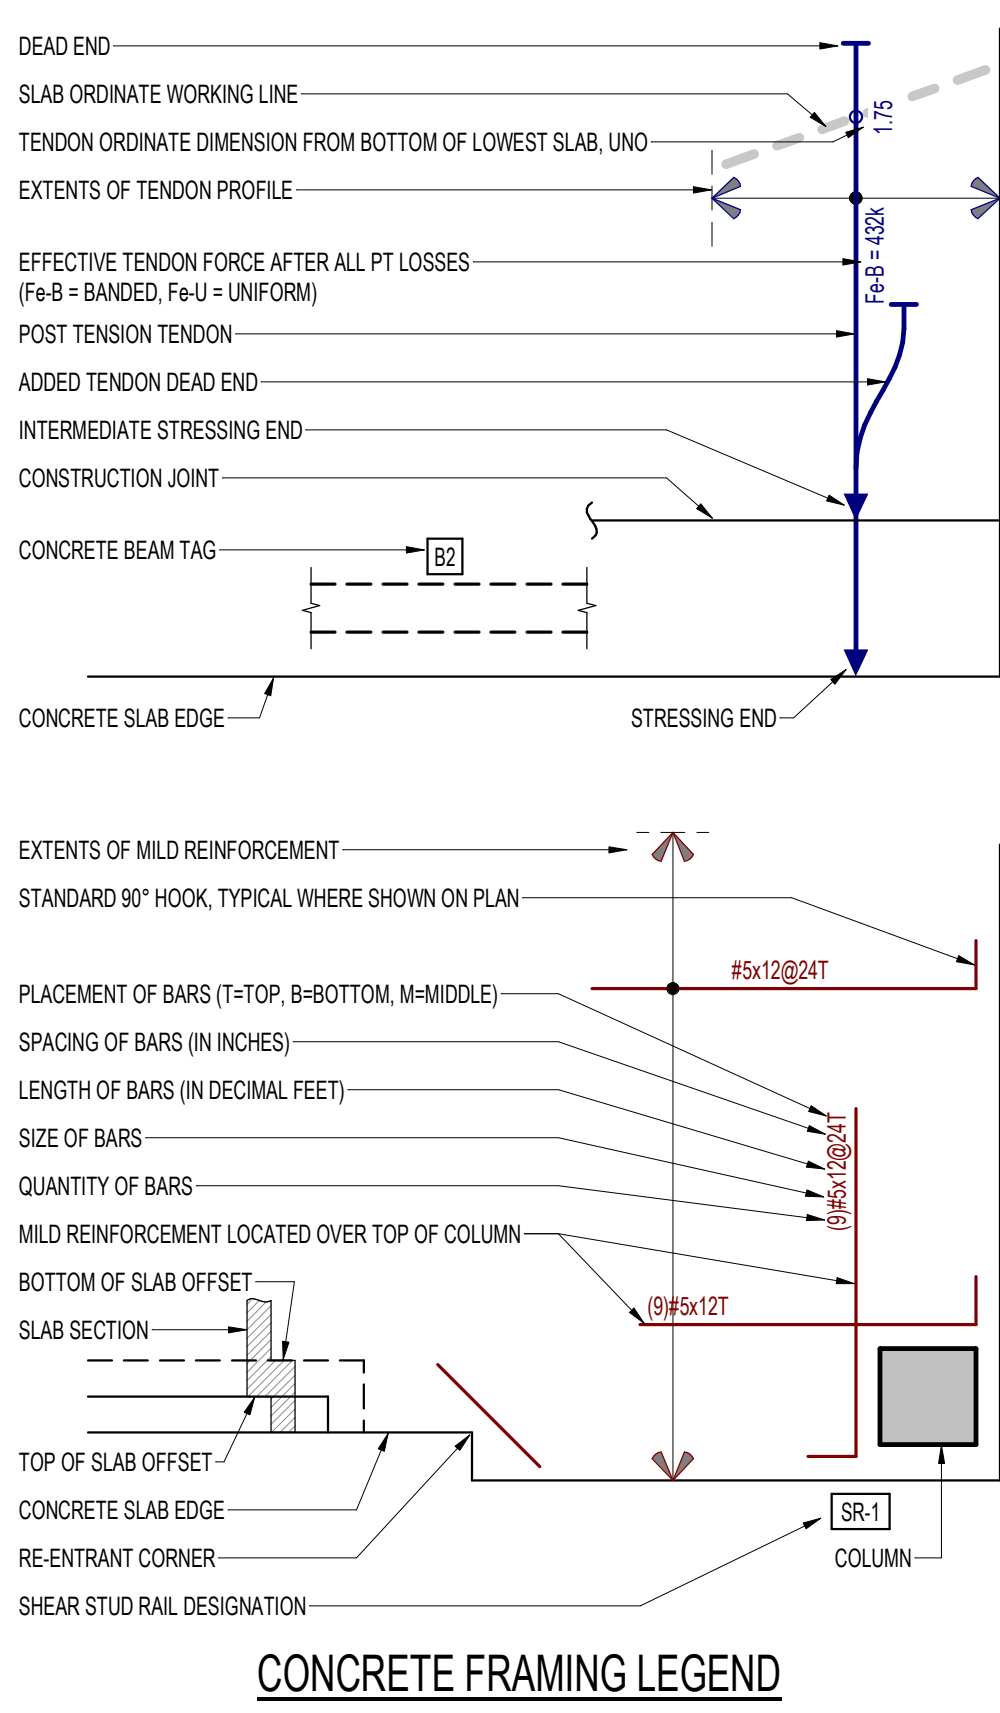 DEAD END
SLAB ORDINATE WORKING LINE
1.75
TENDON ORDINATE DIMENSION FROM BOTTOM OF LOWEST SLAB, UNO
EXTENTS OF TENDON PROFILE
EFFECTIVE TENDON FORCE AFTER ALL PT LOSSES
(Fe-B = BANDED, Fe-U = UNIFORM)
Fe-B = 432k
POST TENSION TENDON
ADDED TENDON DEAD END
INTERMEDIATE STRESSING END
CONSTRUCTION JOINT
CONCRETE BEAM TAG
B2
CONCRETE SLAB EDGE
STRESSING END
EXTENTS OF MILD REINFORCEMENT
STANDARD 90° HOOK, TYPICAL WHERE SHOWN ON PLAN
#5x12@24T
PLACEMENT OF BARS (T=TOP, B=BOTTOM, M=MIDDLE)
SPACING OF BARS (IN INCHES)
LENGTH OF BARS (IN DECIMAL FEET)
SIZE OF BARS
QUANTITY OF BARS
(9)#5x12@24T
MILD REINFORCEMENT LOCATED OVER TOP OF COLUMN
BOTTOM OF SLAB OFFSET
(9)#5x12T
SLAB SECTION
TOP OF SLAB OFFSET
CONCRETE SLAB EDGE
SR-1
RE-ENTRANT CORNER
COLUMN
SHEAR STUD RAIL DESIGNATION
CONCRETE FRAMING LEGEND